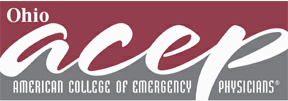 Ohio
acep
AMERICAN COLLEGE OF EMERGENCY PHYSICIANS®